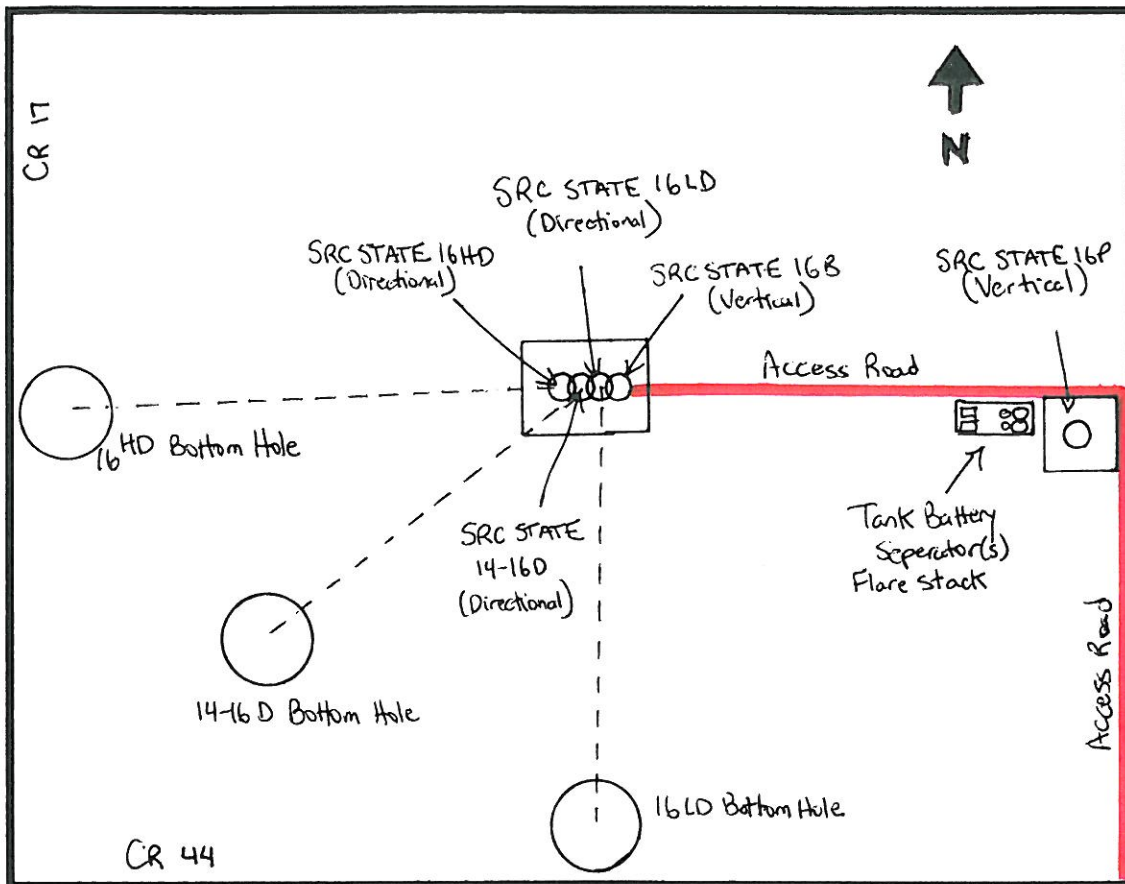 CR 17
N
SRC STATE 16LD
(Directional)
SRC STATE 16HD
(Directional)
SRC STATE 16B
(Vertical)
SRC STATE 16P
(Vertical)
Access Road
16HD Bottom Hole
SRC STATE
14-16D
(Directional)
Tank Battery
Seperator(s)
Flare Stack
Access Road
14-16D Bottom Hole
16LD Bottom Hole
CR 44